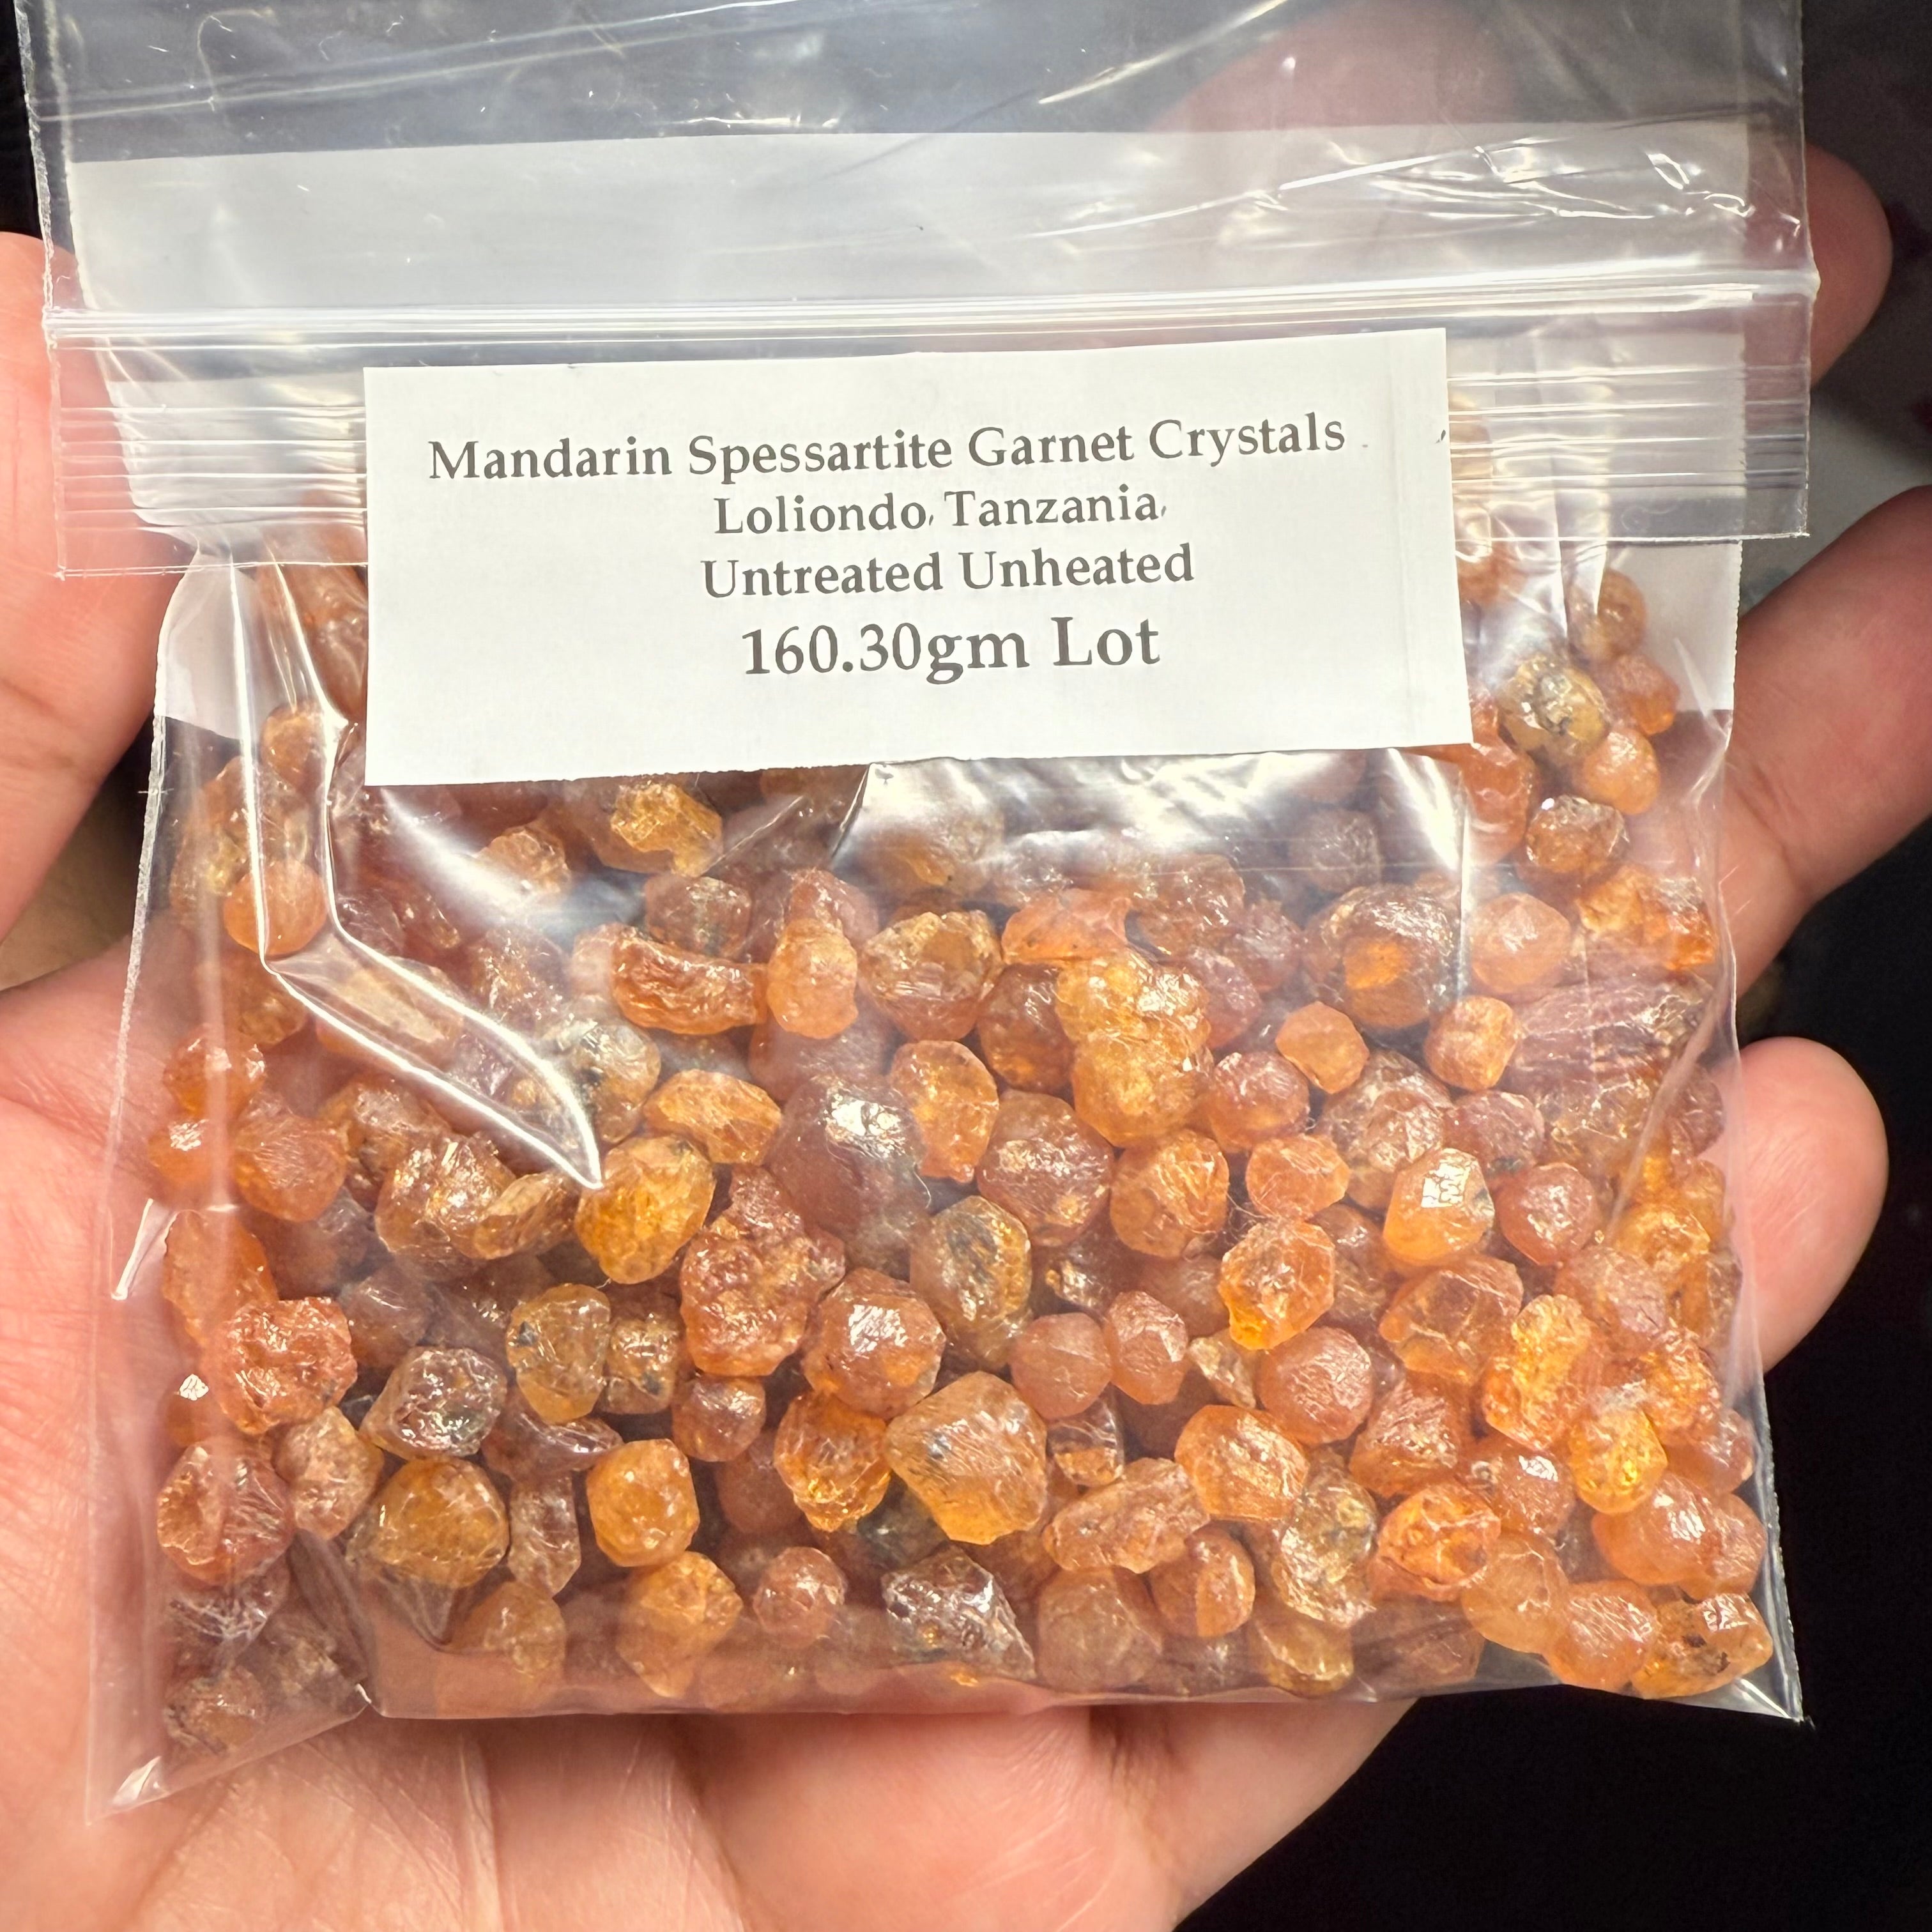 Mandarin Spessartite Garnet Crystals
Loliondo, Tanzania,
Untreated Unheated
160.30gm Lot